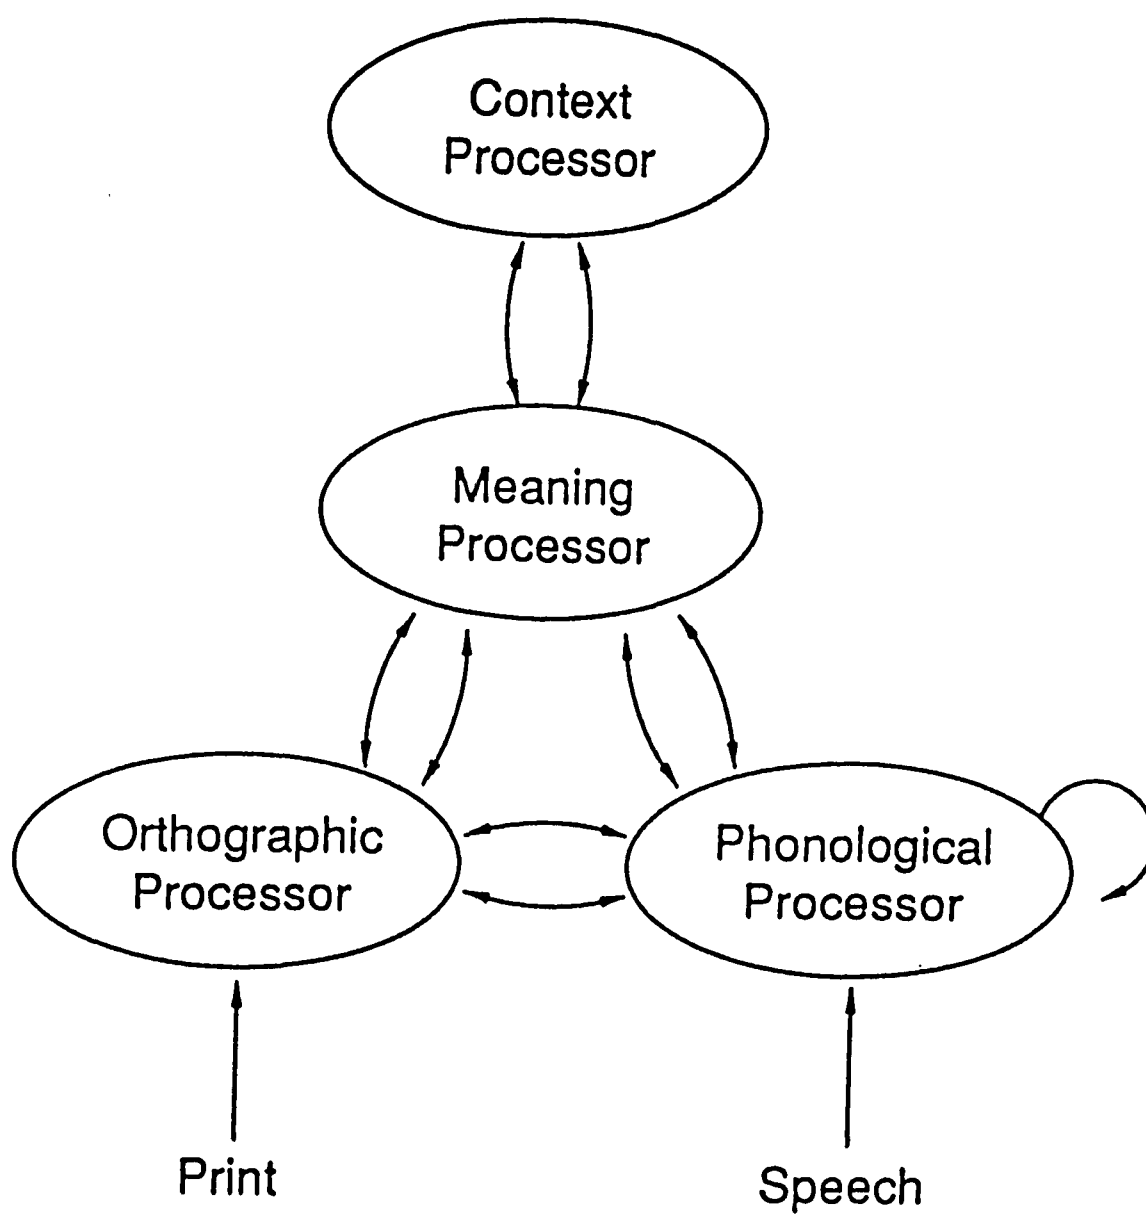 Context
Processor
Meaning
Processor
Orthographic
Processor
Phonological
Processor
Print
Speech